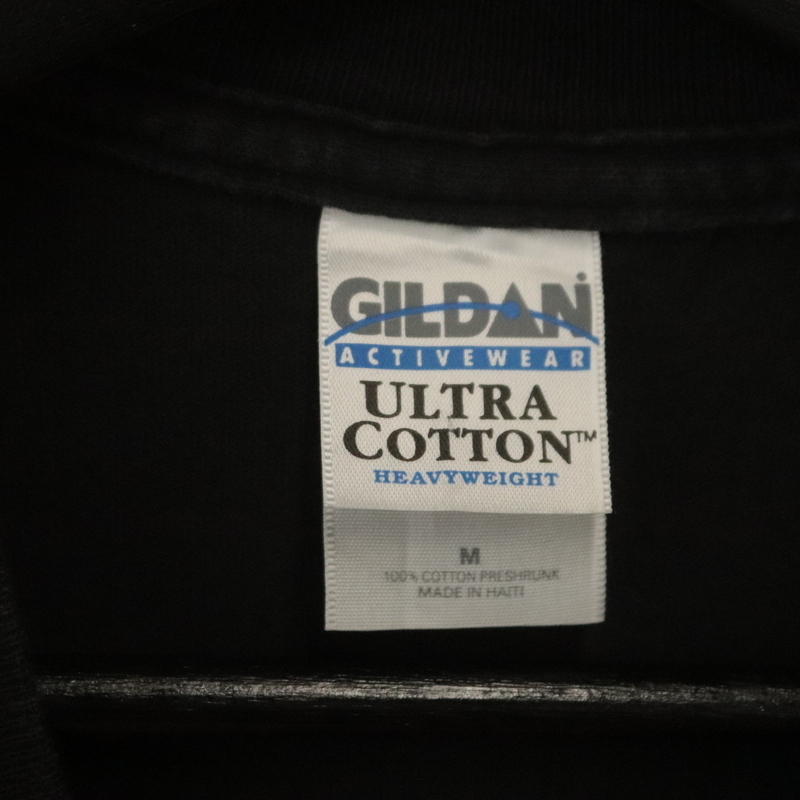 GILDAN
ACTIVEWEAR
ULTRA
COTTON™
HEAVYWEIGHT
M
100% COTTON PRESHRUNK
MADE IN HAITI